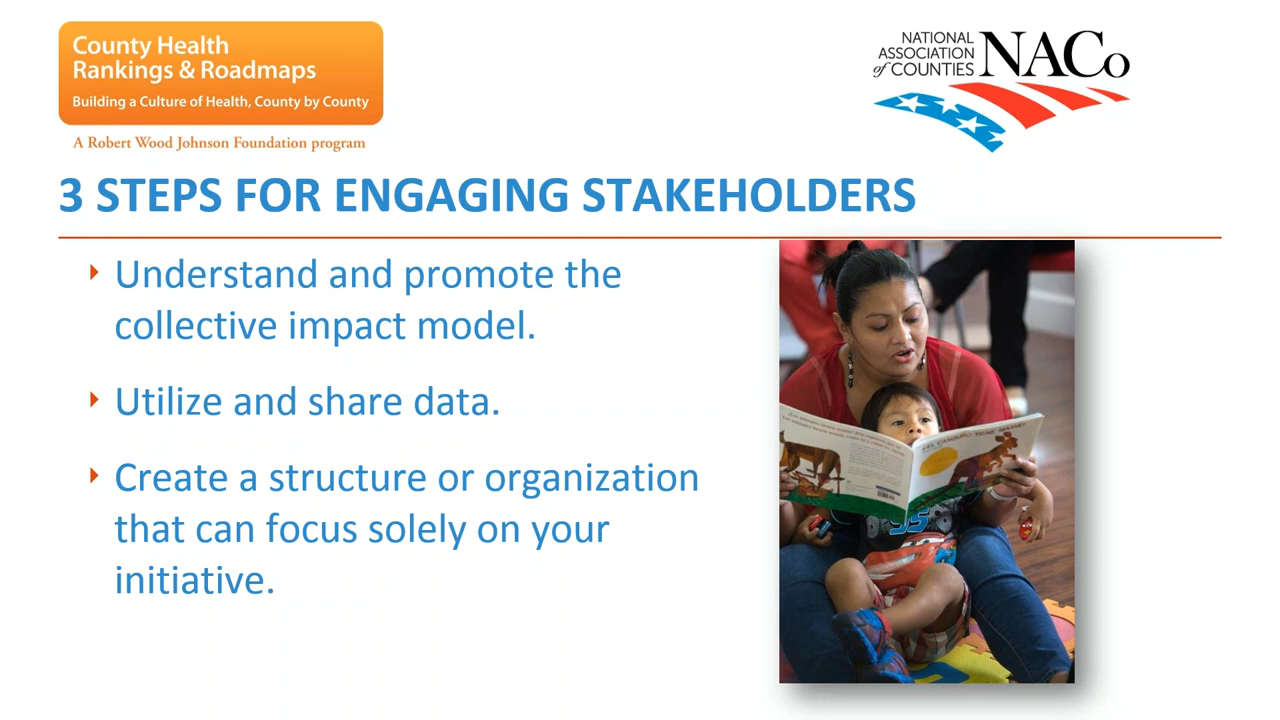 County Health
Rankings & Roadmaps
Building a Culture of Health, County by County
A Robert Wood Johnson Foundation program
NATIONAL
ASSOCIATION
of COUNTIES
NACo
3 STEPS FOR ENGAGING STAKEHOLDERS
Understand and promote the
collective impact model.
Utilize and share data.
Create a structure or organization
that can focus solely on your
initiative.
95